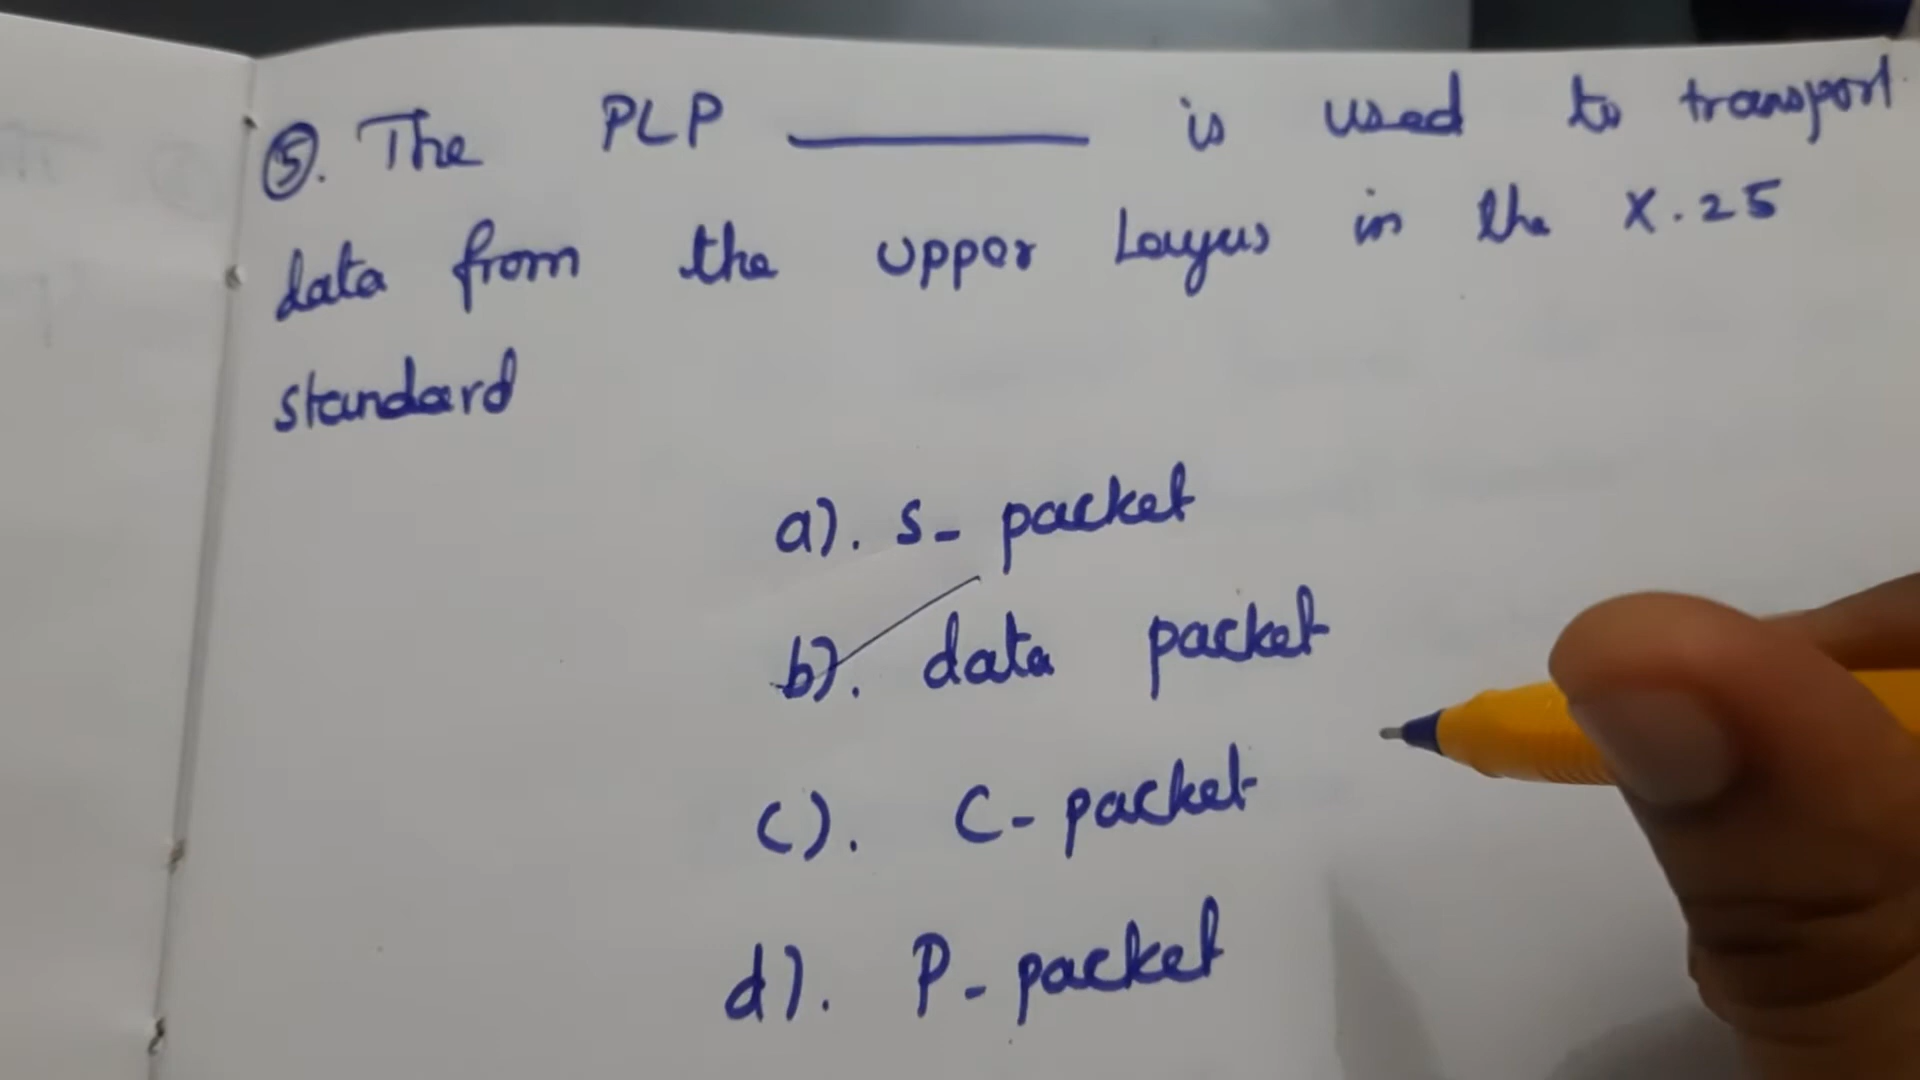 5. The PLP ________ is used to transport
data from the upper Layers in the X.25
standard
a). S- packet
b). data packet
c). C- packet
d). P- packet